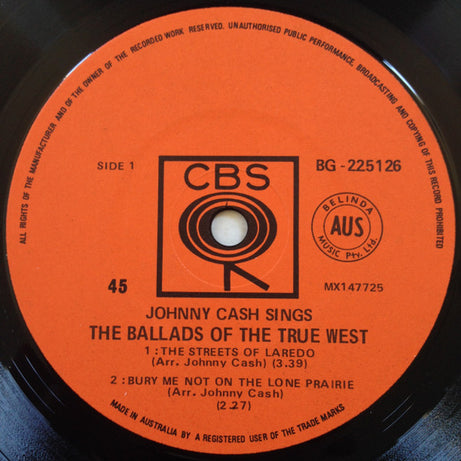 ALL RIGHTS OF THE MANUFACTURER AND OF THE OWNER OF THE RECORDED WORK RESERVED. UNAUTHORISED PUBLIC PERFORMANCE, BROADCASTING AND COPYING OF THIS RECORD PROHIBITED
SIDE 1
CBS
BG-225126
BELINDA
AUS
MUSIC Pty. Ltd.
45
MX147725
JOHNNY CASH SINGS
THE BALLADS OF THE TRUE WEST
1 : THE STREETS OF LAREDO
(Arr. Johnny Cash) (3.39)
2 : BURY ME NOT ON THE LONE PRAIRIE
(Arr. Johnny Cash)
(2.27)
MADE IN AUSTRALIA BY A REGISTERED USER OF THE TRADE MARKS